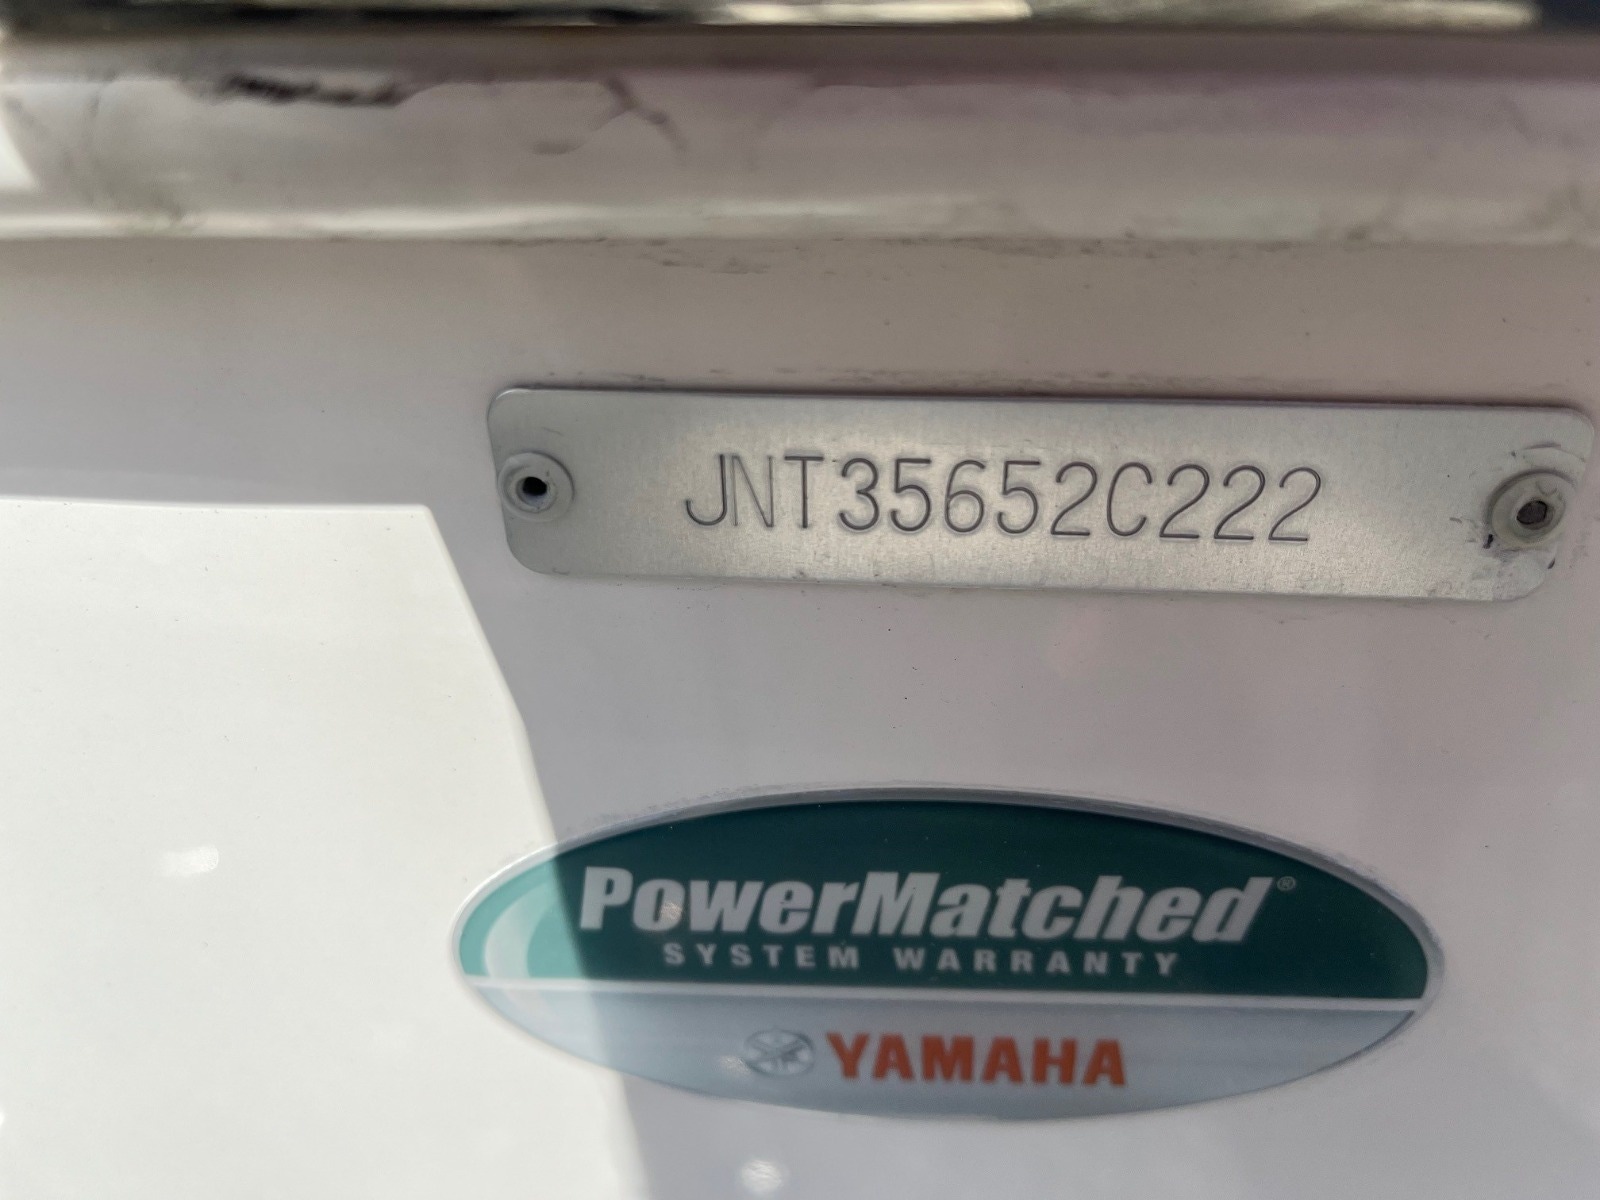 JNT35652C222
PowerMatched®
SYSTEM WARRANTY
YAMAHA